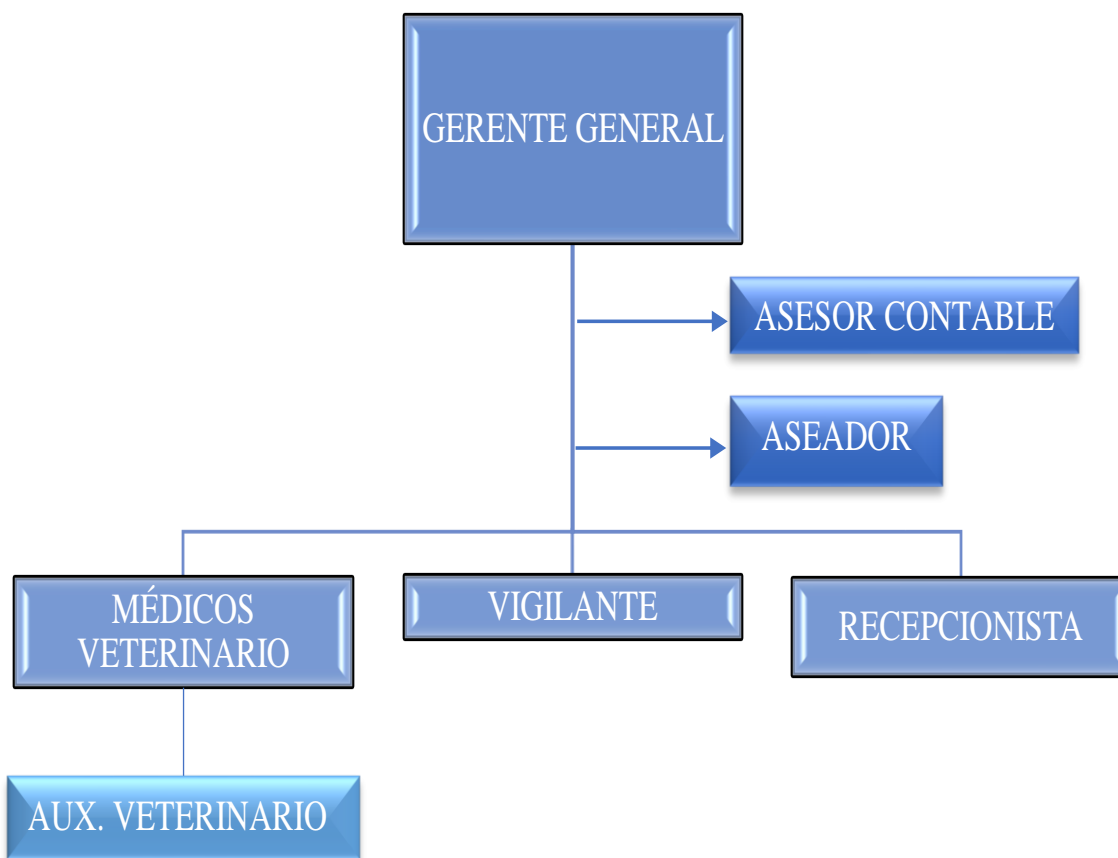 GERENTE GENERAL
ASESOR CONTABLE
ASEADOR
MÉDICOS
VETERINARIO
VIGILANTE
RECEPCIONISTA
AUX. VETERINARIO